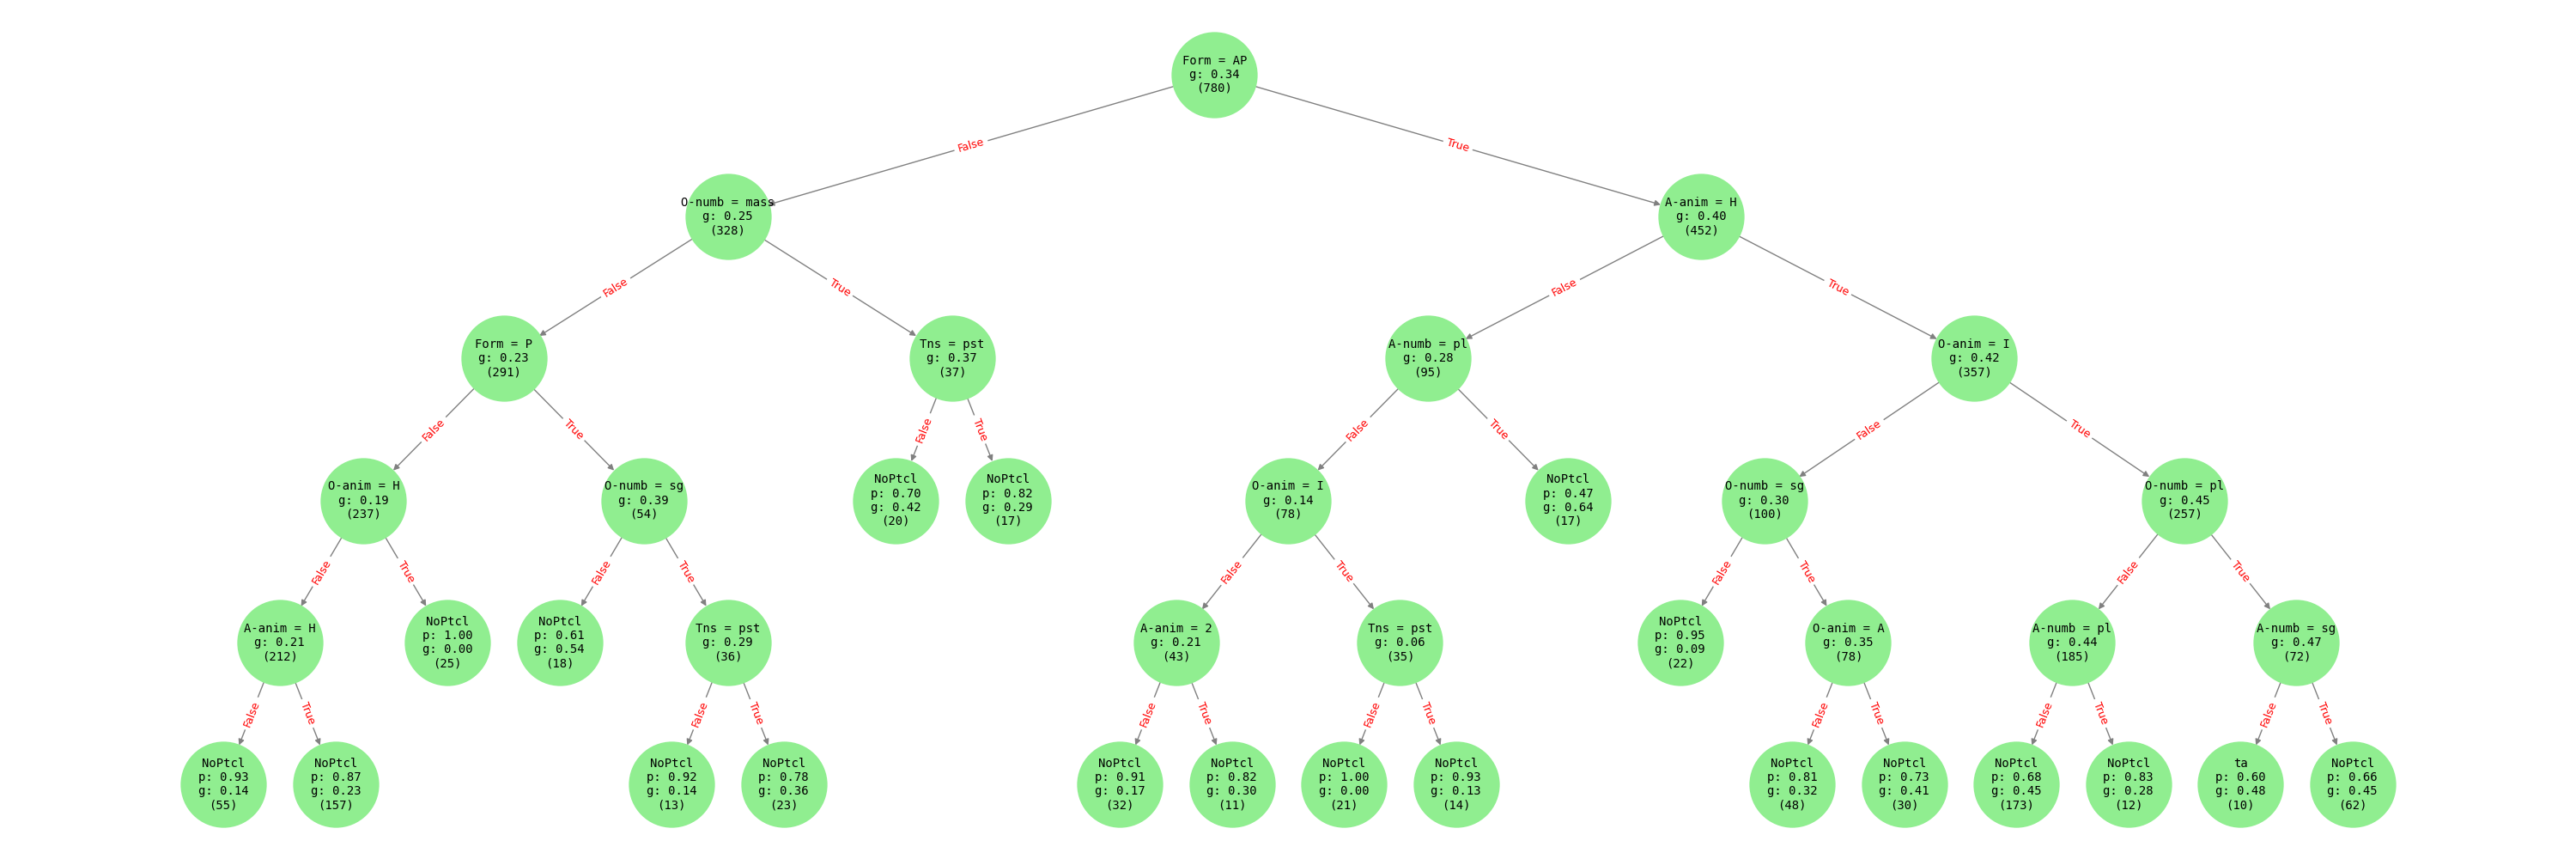 Form = AP
g: 0.34
(780)
False
True
O-numb = mass
g: 0.25
(328)
A-anim = H
g: 0.40
(452)
False
True
False
True
Form = P
g: 0.23
(291)
Tns = pst
g: 0.37
(37)
A-numb = pl
g: 0.28
(95)
O-anim = I
g: 0.42
(357)
False
True
False
True
False
True
False
True
O-anim = H
g: 0.19
(237)
O-numb = sg
g: 0.39
(54)
NoPtcl
p: 0.70
g: 0.42
(20)
NoPtcl
p: 0.82
g: 0.29
(17)
O-anim = I
g: 0.14
(78)
NoPtcl
p: 0.47
g: 0.64
(17)
O-numb = sg
g: 0.30
(100)
O-numb = pl
g: 0.45
(257)
False
True
False
True
False
True
False
True
False
True
A-anim = H
g: 0.21
(212)
NoPtcl
p: 1.00
g: 0.00
(25)
NoPtcl
p: 0.61
g: 0.54
(18)
Tns = pst
g: 0.29
(36)
A-anim = 2
g: 0.21
(43)
Tns = pst
g: 0.06
(35)
NoPtcl
p: 0.95
g: 0.09
(22)
O-anim = A
g: 0.35
(78)
A-numb = pl
g: 0.44
(185)
A-numb = sg
g: 0.47
(72)
False
True
False
True
False
True
False
True
False
True
False
True
False
True
NoPtcl
p: 0.93
g: 0.14
(55)
NoPtcl
p: 0.87
g: 0.23
(157)
NoPtcl
p: 0.92
g: 0.14
(13)
NoPtcl
p: 0.78
g: 0.36
(23)
NoPtcl
p: 0.91
g: 0.17
(32)
NoPtcl
p: 0.82
g: 0.30
(11)
NoPtcl
p: 1.00
g: 0.00
(21)
NoPtcl
p: 0.93
g: 0.13
(14)
NoPtcl
p: 0.81
g: 0.32
(48)
NoPtcl
p: 0.73
g: 0.41
(30)
NoPtcl
p: 0.68
g: 0.45
(173)
NoPtcl
p: 0.83
g: 0.28
(12)
ta
p: 0.60
g: 0.48
(10)
NoPtcl
p: 0.66
g: 0.45
(62)